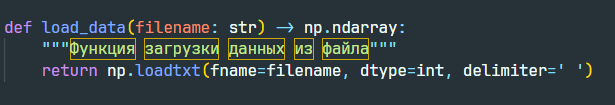 def load_data(filename: str) -> np.ndarray:
"""Функция загрузки данных из файла"""
return np.loadtxt(fname=filename, dtype=int, delimiter=' ')